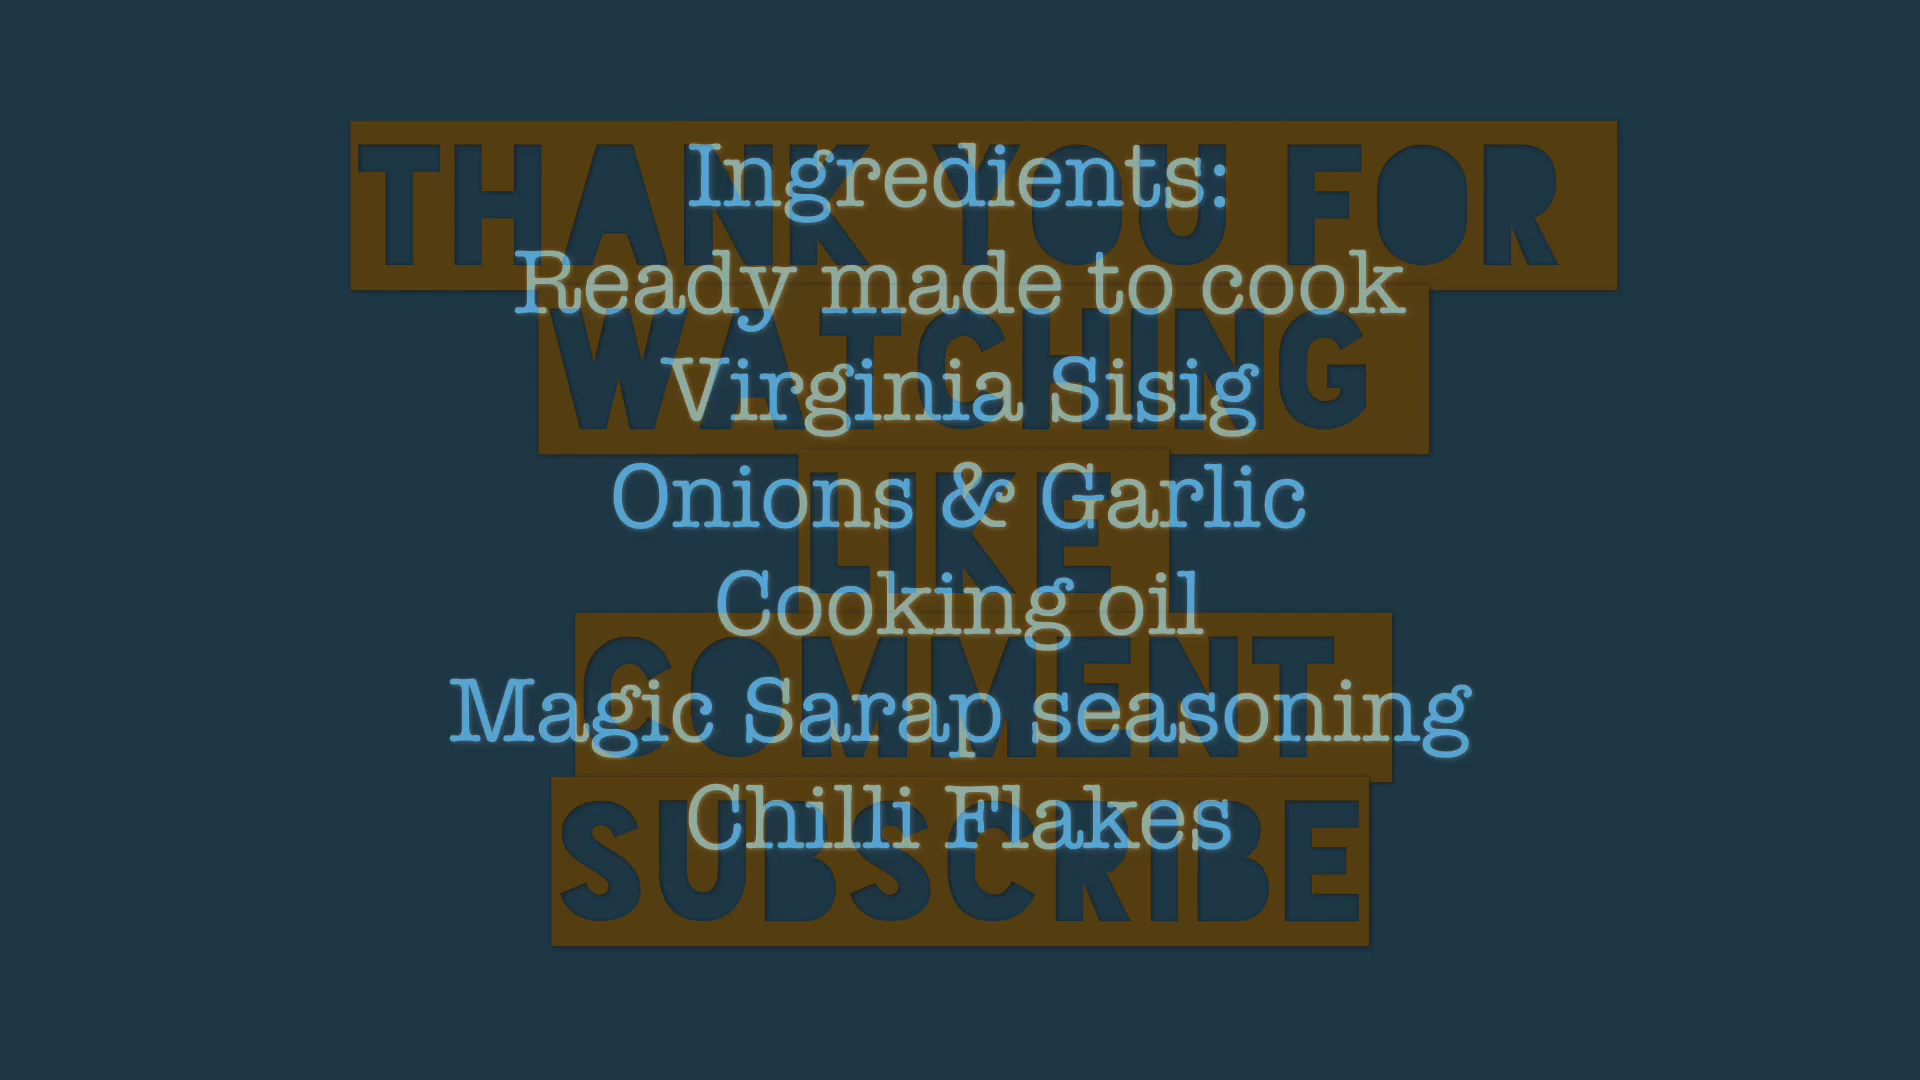 Ingredients:
Ready made to cook
Virginia Sisig
Onions & Garlic
Cooking oil
Magic Sarap seasoning
Chilli Flakes
THANK YOU FOR
WATCHING
LIKE
COMMENT
SUBSCRIBE